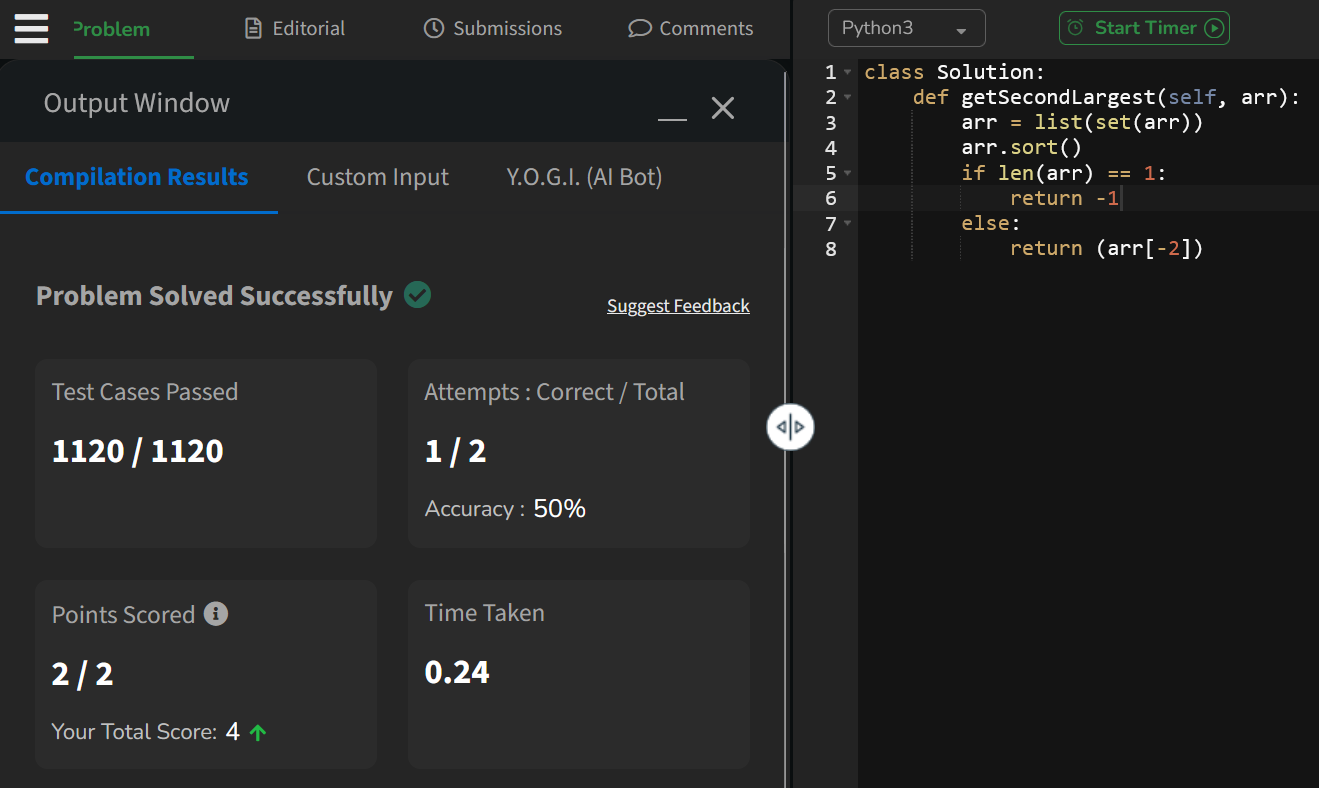 Problem
Editorial
Submissions
Comments
Output Window
Compilation Results
Custom Input
Y.O.G.I. (AI Bot)
Problem Solved Successfully
Suggest Feedback
Test Cases Passed
1120 / 1120
Attempts : Correct / Total
1 / 2
Accuracy : 50%
Points Scored
2 / 2
Your Total Score: 4
Time Taken
0.24
Python3
Start Timer
1 class Solution:
2     def getSecondLargest(self, arr):
3         arr = list(set(arr))
4         arr.sort()
5         if len(arr) == 1:
6             return -1
7         else:
8             return (arr[-2])